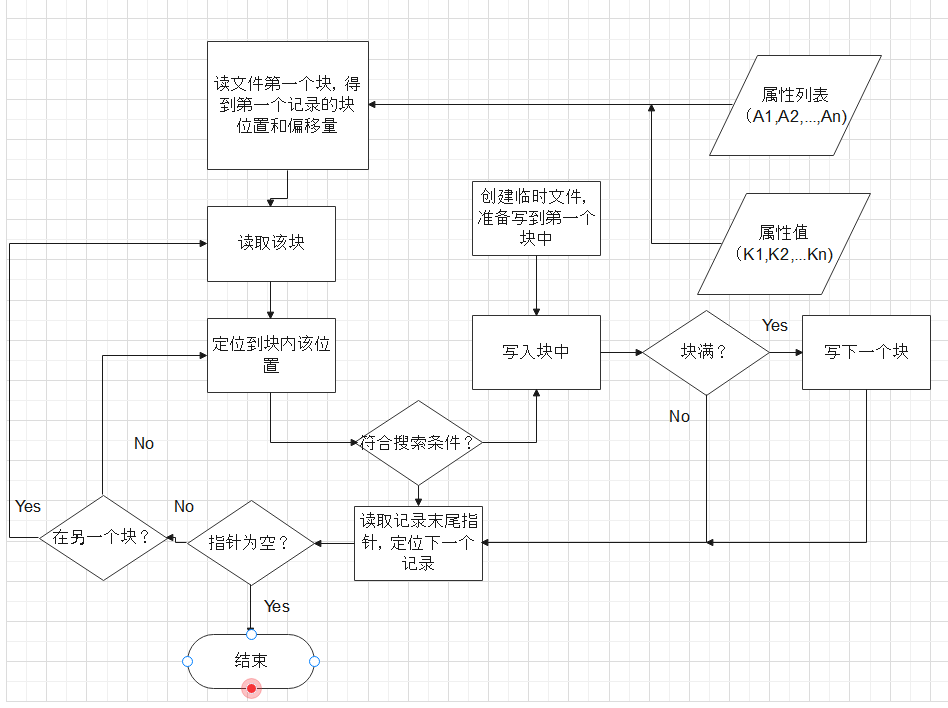 读文件第一个块，得
到第一个记录的块
位置和偏移量
属性列表
（A1,A2,...,An)
创建临时文件，
准备写到第一个
块中
属性值
（K1,K2,...Kn)
读取该块
定位到块内该位
置
写入块中
块满？
Yes
写下一个块
No
符合搜索条件？
No
Yes
在另一个块？
No
指针为空？
读取记录末尾指
针，定位下一个
记录
Yes
结束